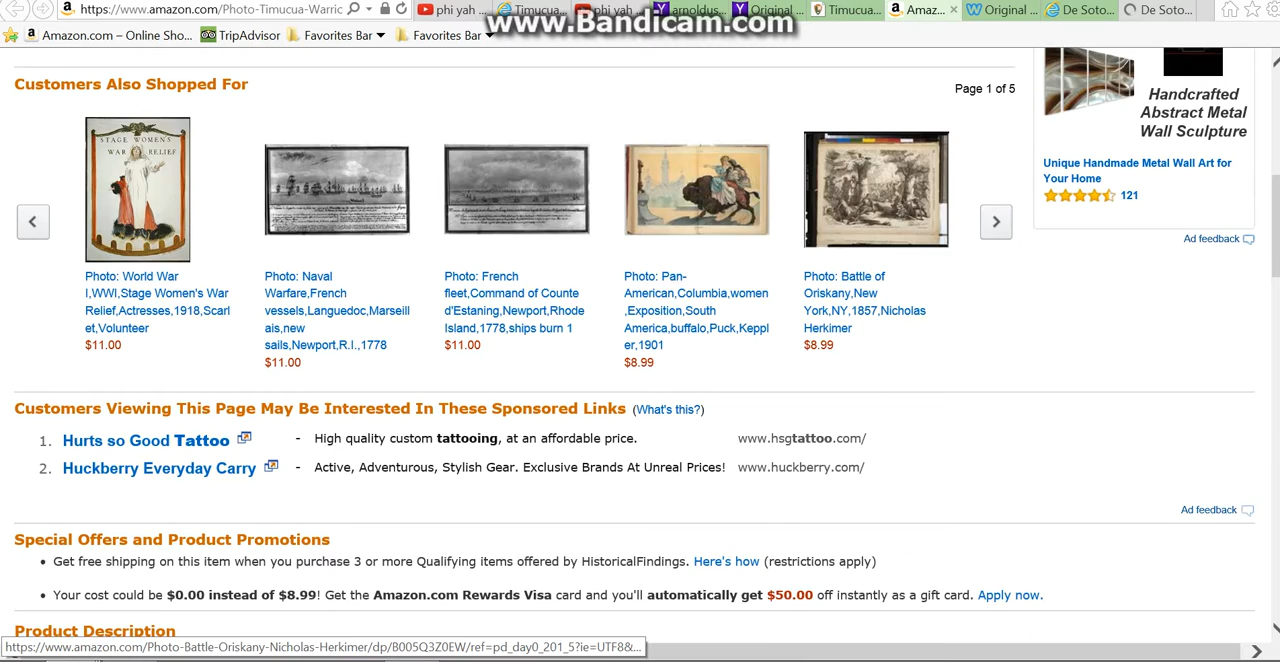 https://www.amazon.com/Photo-Timucua-Warric
phi yah
Timucua
phi yah
arnoldus
Original ...
Timucua...
Amaz...
Original ...
De Soto...
De Soto...
www.Bandicam.com
Amazon.com – Online Sho...
TripAdvisor
Favorites Bar
Favorites Bar
Customers Also Shopped For
Page 1 of 5
STAGE WOMEN'S
WAR RELIEF
Photo: World War
I,WWI,Stage Women's War
Relief,Actresses,1918,Scarl
et,Volunteer
$11.00
Photo: Naval
Warfare,French
vessels,Languedoc,Marseill
ais,new
sails,Newport,R.I.,1778
$11.00
Photo: French
fleet,Command of Counte
d'Estaning,Newport,Rhode
Island,1778,ships burn 1
$11.00
Photo: Pan-
American,Columbia,women
,Exposition,South
America,buffalo,Puck,Keppl
er,1901
$8.99
Photo: Battle of
Oriskany,New
York,NY,1857,Nicholas
Herkimer
$8.99
Handcrafted
Abstract Metal
Wall Sculpture
Unique Handmade Metal Wall Art for
Your Home
121
Ad feedback
Customers Viewing This Page May Be Interested In These Sponsored Links (What's this?)
1. Hurts so Good Tattoo - High quality custom tattooing, at an affordable price. www.hsgtattoo.com/
2. Huckberry Everyday Carry - Active, Adventurous, Stylish Gear. Exclusive Brands At Unreal Prices! www.huckberry.com/
Ad feedback
Special Offers and Product Promotions
• Get free shipping on this item when you purchase 3 or more Qualifying items offered by HistoricalFindings. Here's how (restrictions apply)
• Your cost could be $0.00 instead of $8.99! Get the Amazon.com Rewards Visa card and you'll automatically get $50.00 off instantly as a gift card. Apply now.
Product Description
https://www.amazon.com/Photo-Battle-Oriskany-Nicholas-Herkimer/dp/B005Q3Z0EW/ref=pd_day0_201_5?ie=UTF8&...